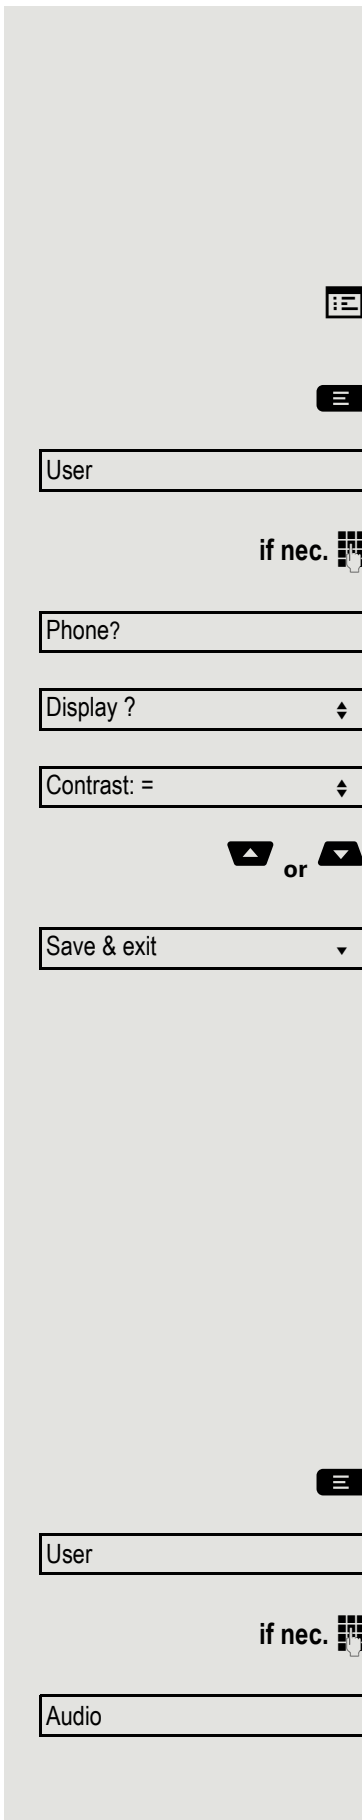 User
if nec.
Phone?
Display ?
Contrast: =
or
Save & exit
User
if nec.
Audio